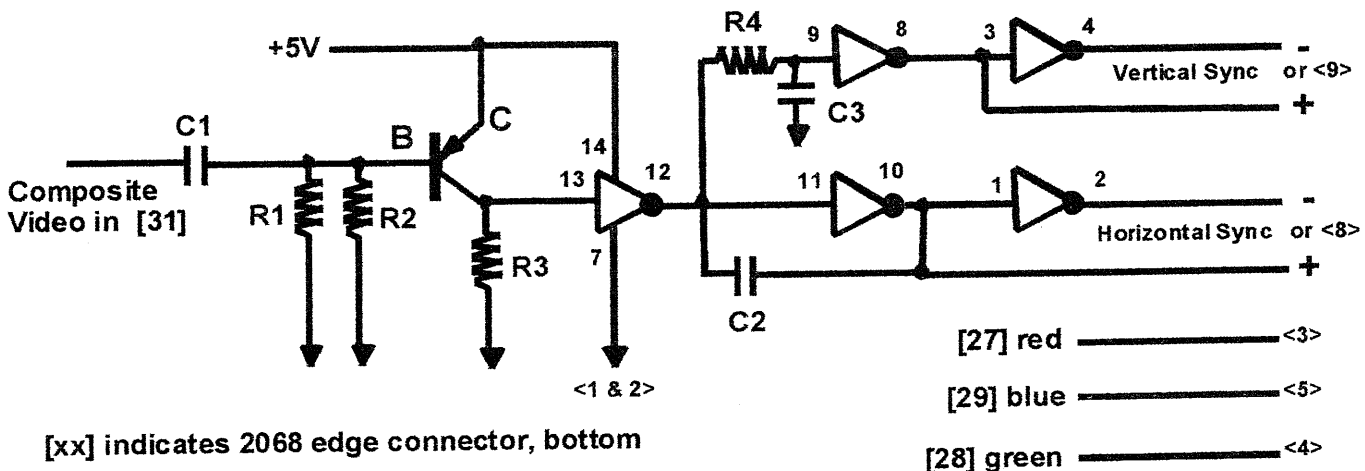 +5V
R4
9
8
3
4
-
Vertical Sync or <9>
+
C3
C1
B
C
14
13
12
11
10
1
2
-
Horizontal Sync or <8>
+
Composite
Video in [31]
R1
R2
R3
7
C2
<1 & 2>
[27] red
<3>
[29] blue
<5>
[28] green
<4>
[xx] indicates 2068 edge connector, bottom